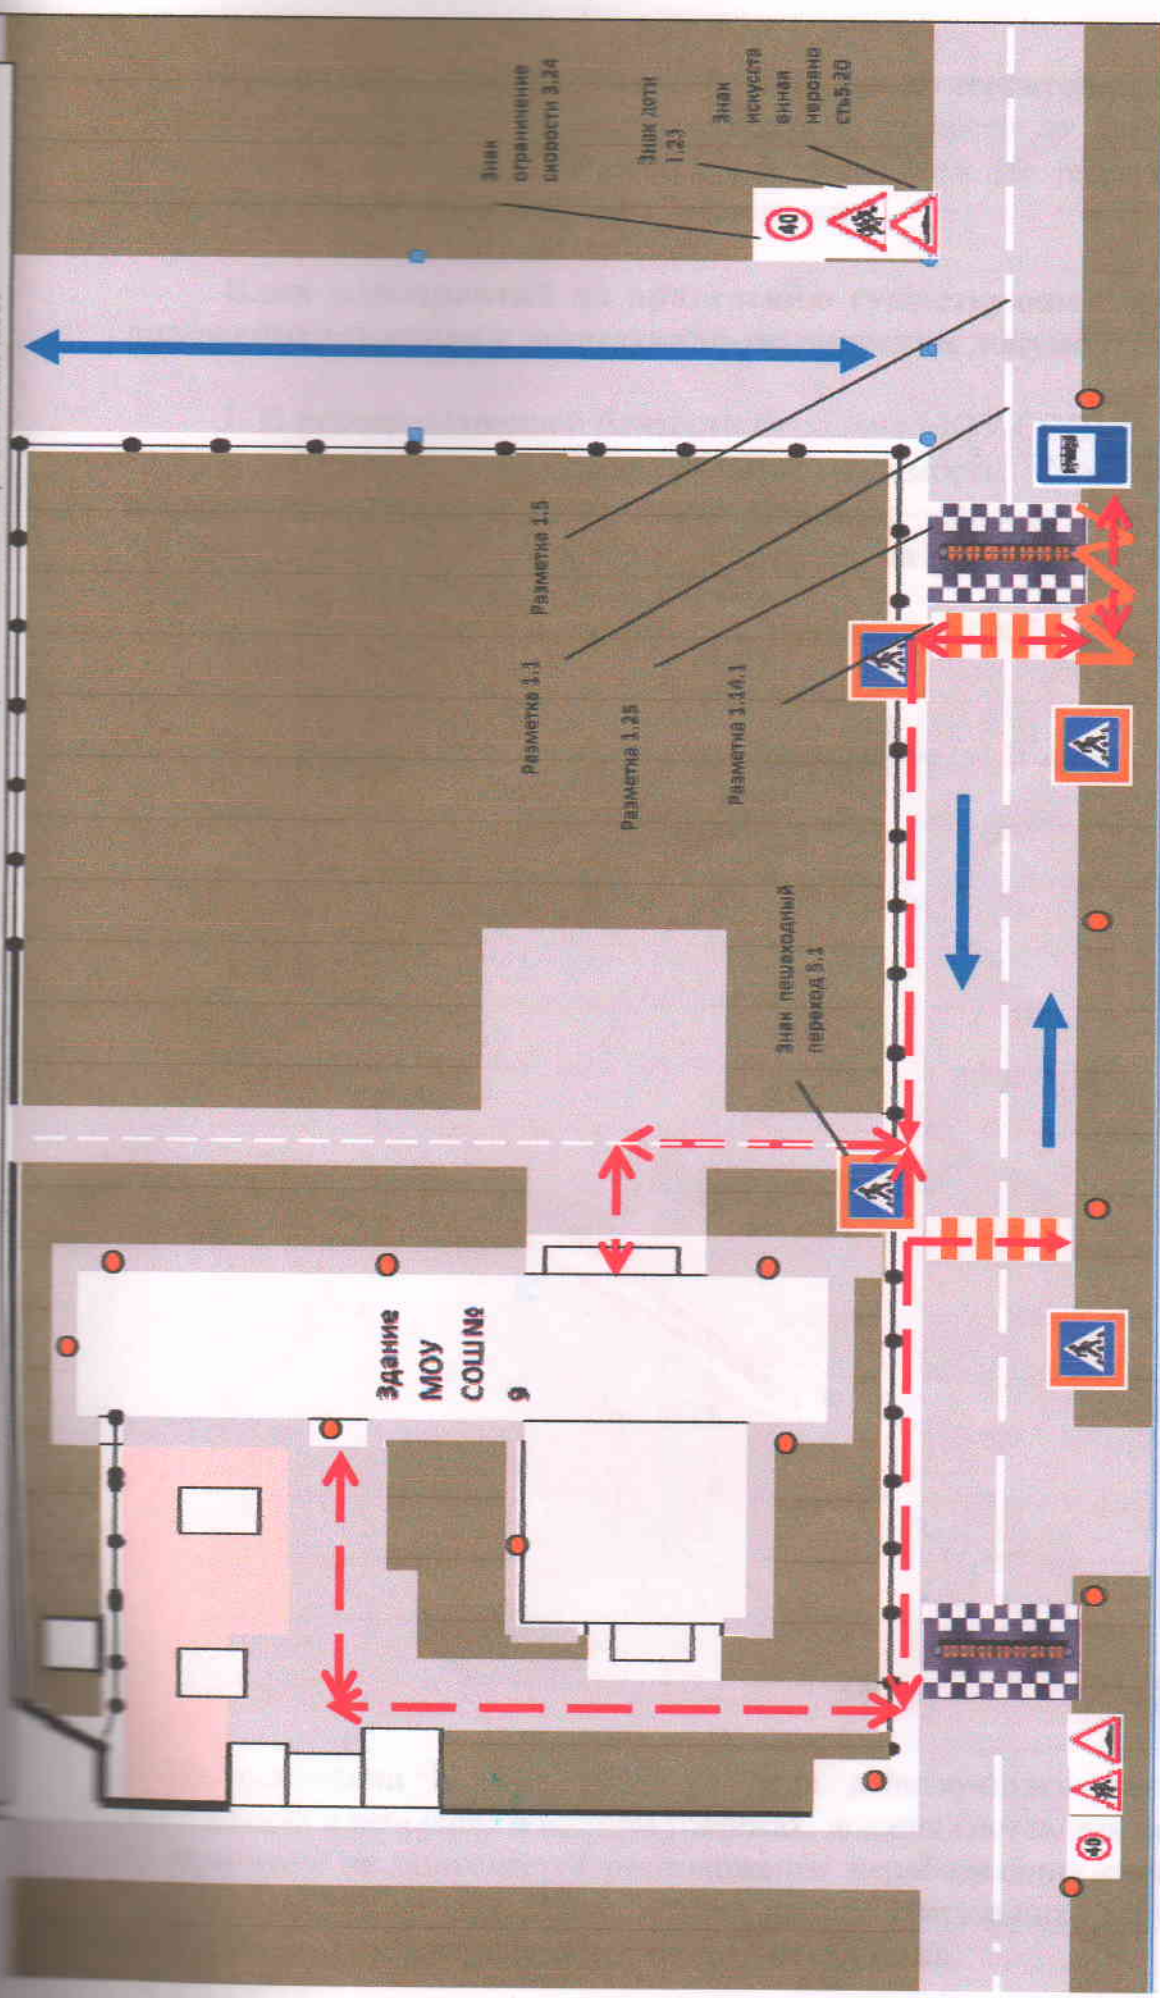 Знак
ограничение
скорости 3.24
Знак дети
1.23
Знак
искусств
енная
неровно
сть5.20
40
Разметка 1.5
Разметка 1.1
Разметка 1.25
Разметка 1.14.1
Знак пешеходный
переход 5.1
Здание
МОУ
СОШ №
9
40